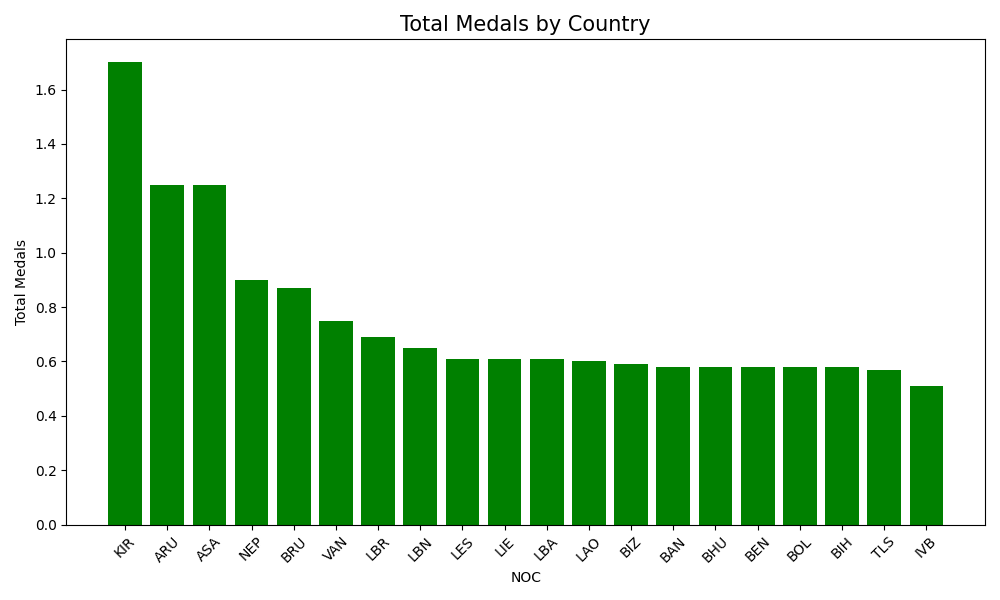 Total Medals by Country
Total Medals
1.6
1.4
1.2
1.0
0.8
0.6
0.4
0.2
0.0
KIR ARU ASA NEP BRU VAN LBR LBN LES LIE LBA LAO BIZ BAN BHU BEN BOL BIH TLS IVB
NOC